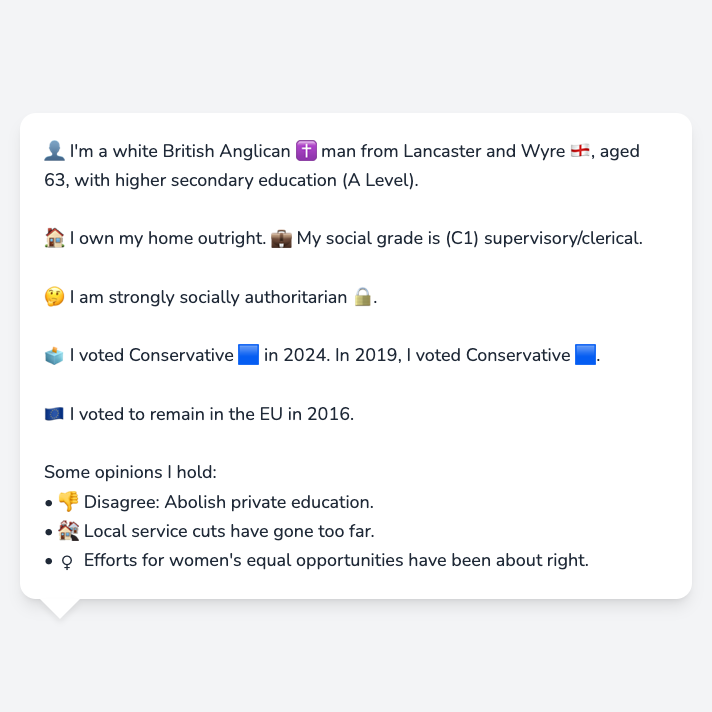 👤 I'm a white British Anglican ✝️ man from Lancaster and Wyre 🏴󠁧󠁢󠁥󠁮󠁧󠁿, aged
63, with higher secondary education (A Level).
🏠 I own my home outright. 💼 My social grade is (C1) supervisory/clerical.
🤔 I am strongly socially authoritarian 🔒.
🗳️ I voted Conservative 🟦 in 2024. In 2019, I voted Conservative 🟦.
🇪🇺 I voted to remain in the EU in 2016.
Some opinions I hold:
• 👎 Disagree: Abolish private education.
• 🏚️ Local service cuts have gone too far.
• ♀ Efforts for women's equal opportunities have been about right.